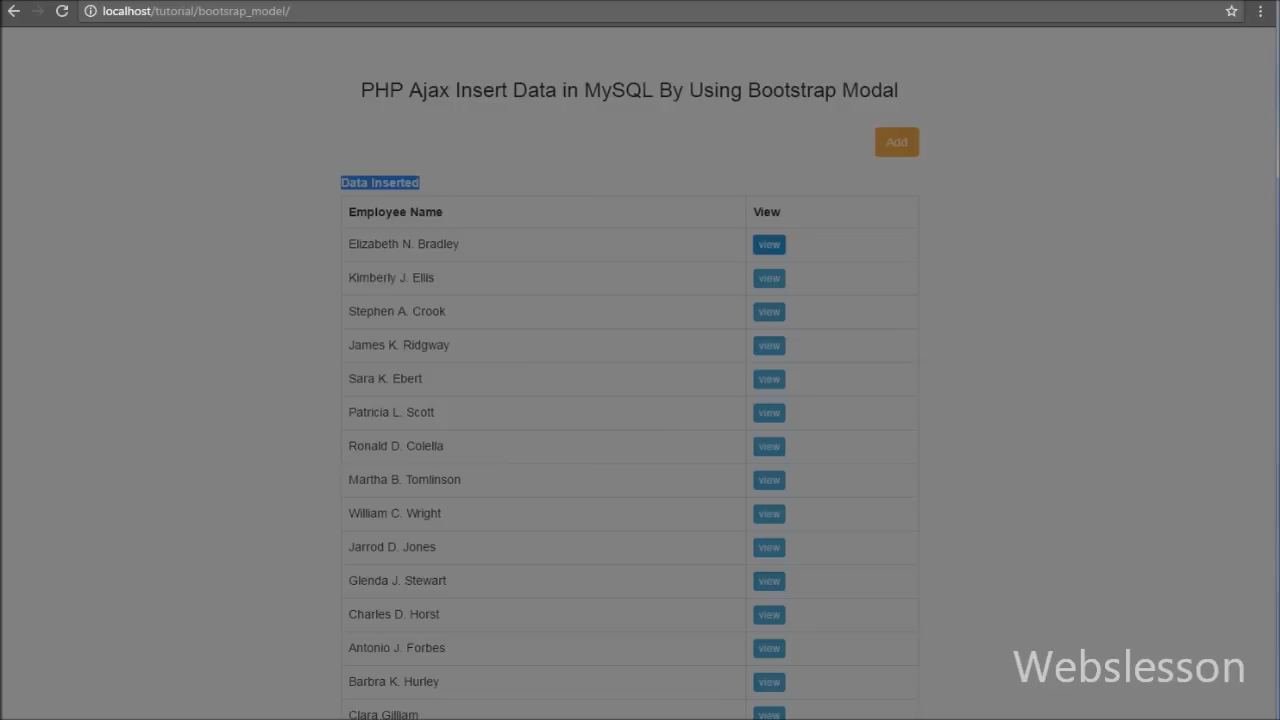 localhost/tutorial/bootsrap_model/
PHP Ajax Insert Data in MySQL By Using Bootstrap Modal
Add
Data Inserted
Employee Name View
Elizabeth N. Bradley view
Kimberly J. Ellis view
Stephen A. Crook view
James K. Ridgway view
Sara K. Ebert view
Patricia L. Scott view
Ronald D. Colella view
Martha B. Tomlinson view
William C. Wright view
Jarrod D. Jones view
Glenda J. Stewart view
Charles D. Horst view
Antonio J. Forbes view
Barbra K. Hurley view
Clara Gilliam view
Webslesson